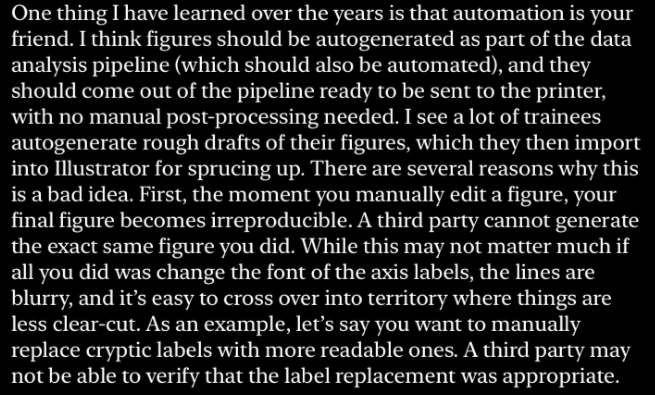 One thing I have learned over the years is that automation is your
friend. I think figures should be autogenerated as part of the data
analysis pipeline (which should also be automated), and they
should come out of the pipeline ready to be sent to the printer,
with no manual post-processing needed. I see a lot of trainees
autogenerate rough drafts of their figures, which they then import
into Illustrator for sprucing up. There are several reasons why this
is a bad idea. First, the moment you manually edit a figure, your
final figure becomes irreproducible. A third party cannot generate
the exact same figure you did. While this may not matter much if
all you did was change the font of the axis labels, the lines are
blurry, and it’s easy to cross over into territory where things are
less clear-cut. As an example, let’s say you want to manually
replace cryptic labels with more readable ones. A third party may
not be able to verify that the label replacement was appropriate.